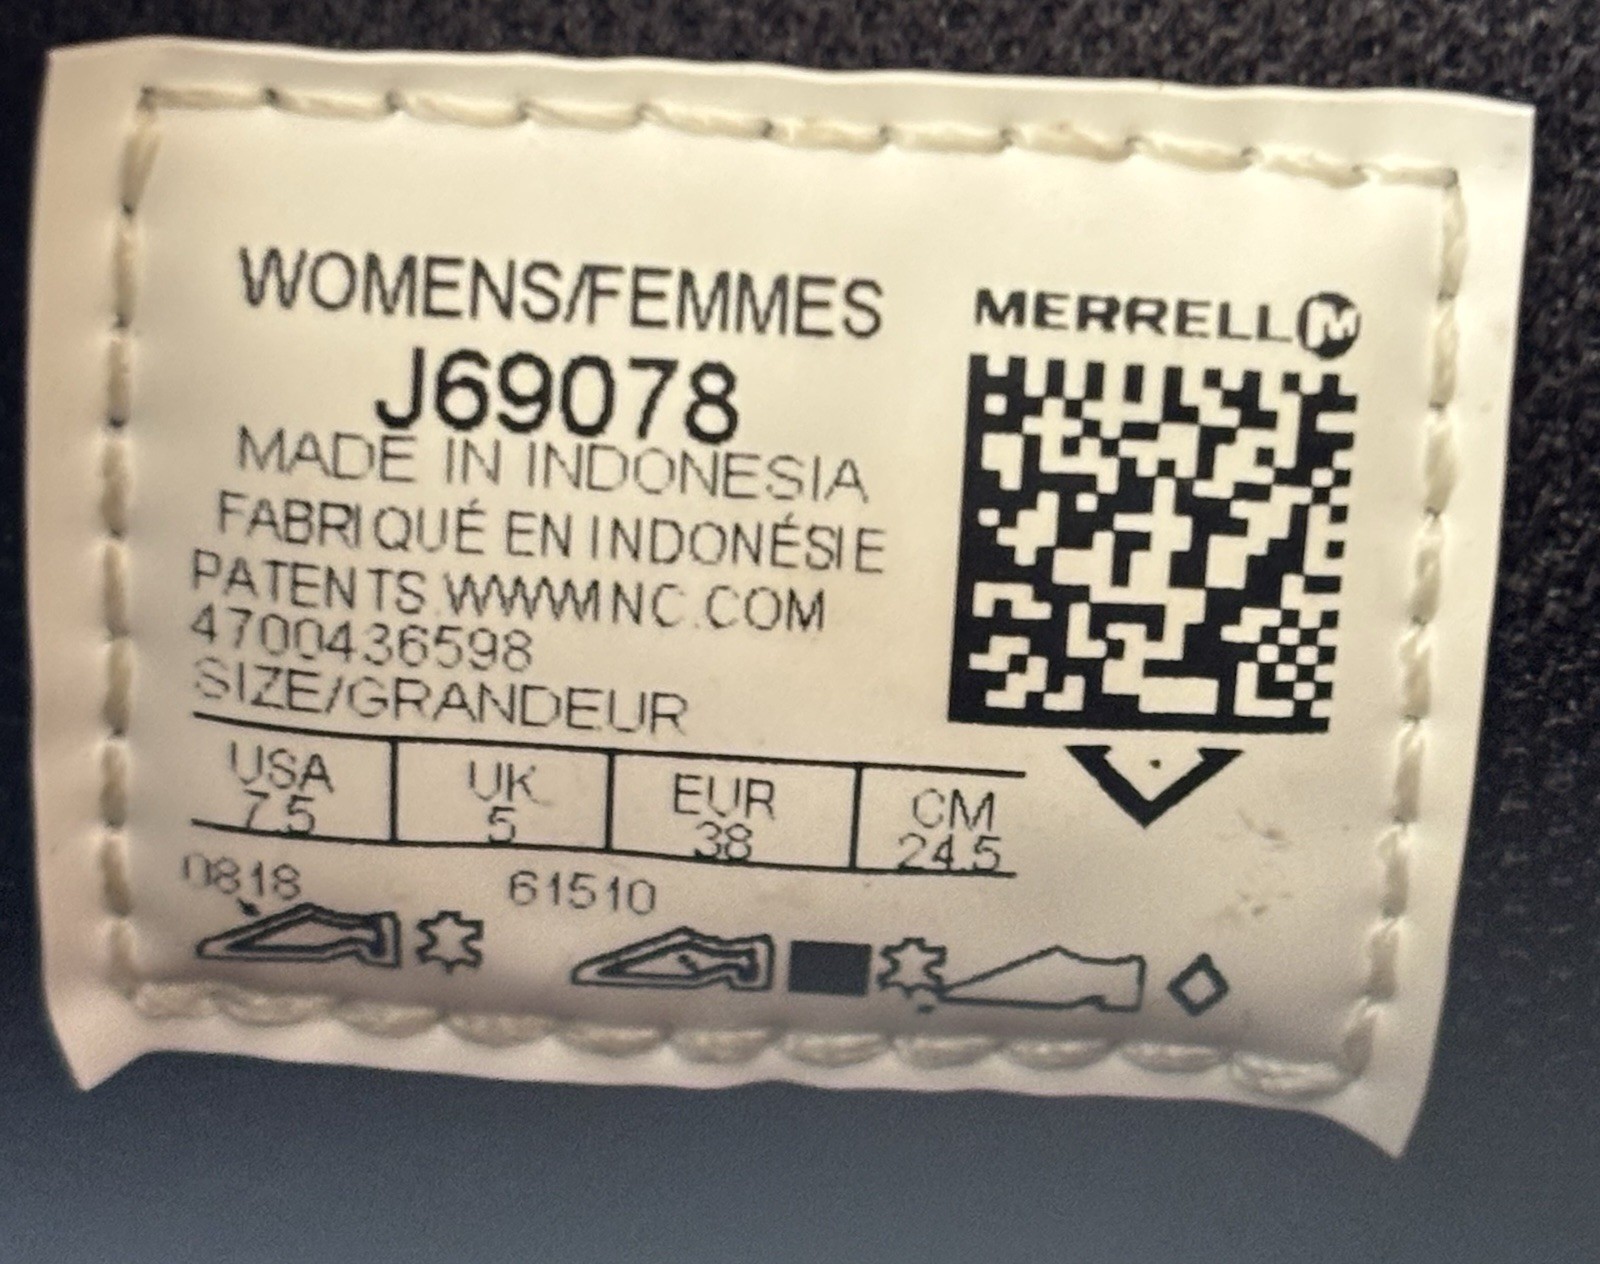 WOMENS/FEMMES
J69078
MADE IN INDONESIA
FABRIQUÉ EN INDONÉSIE
PATENTS WWWMNC.COM
4700436598
SIZE/GRANDEUR
USA UK EUR CM
7.5 5 38 24.5
0818 61510
MERRELL M